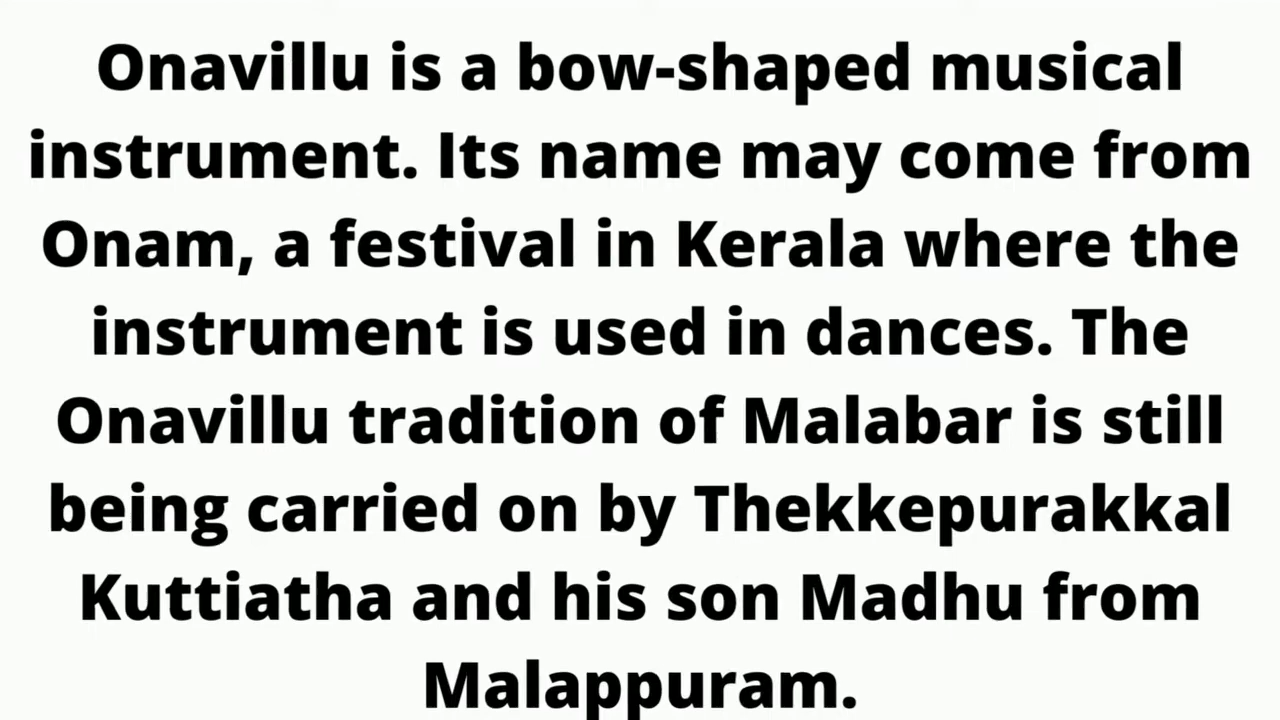 Onavillu is a bow-shaped musical
instrument. Its name may come from
Onam, a festival in Kerala where the
instrument is used in dances. The
Onavillu tradition of Malabar is still
being carried on by Thekkepurakkal
Kuttiatha and his son Madhu from
Malappuram.